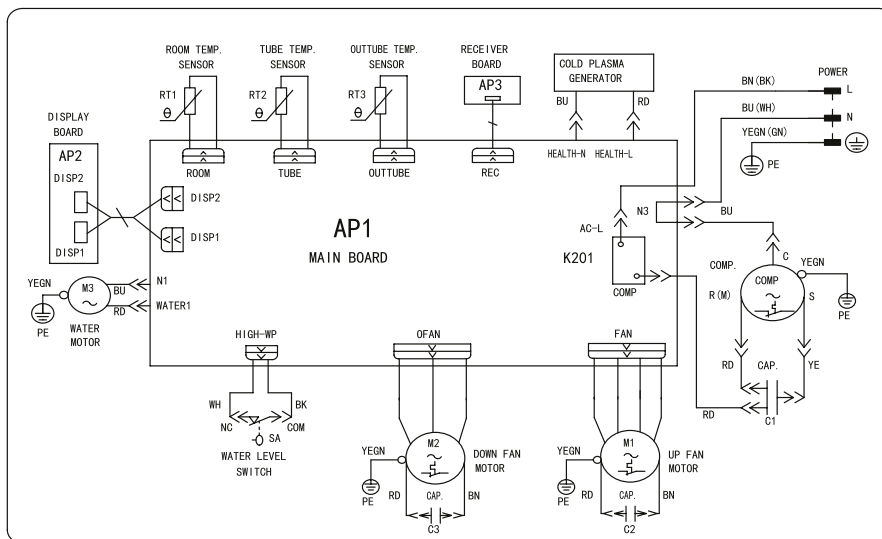 ROOM TEMP.
SENSOR
TUBE TEMP.
SENSOR
OUTTUBE TEMP.
SENSOR
RECEIVER
BOARD
COLD PLASMA
GENERATOR
POWER
RT1
θ
RT2
θ
RT3
θ
AP3
BU
RD
BN(BK)
L
BU(WH)
N
YEGN(GN)
PE
DISPLAY
BOARD
AP2
DISP2
DISP1
ROOM
TUBE
OUTTUBE
REC
HEALTH-N
HEALTH-L
DISP2
DISP1
AP1
MAIN BOARD
AC-L
N3
BU
K201
COMP
COMP.
C
YEGN
COMP
R(M)
S
PE
YEGN
M3
BU
N1
RD
WATER1
PE
WATER
MOTOR
HIGH-WP
OFAN
FAN
RD
CAP.
YE
RD
C1
WH
BK
NC
COM
SA
WATER LEVEL
SWITCH
YEGN
M2
DOWN FAN
MOTOR
PE
RD
CAP.
BN
C3
YEGN
M1
UP FAN
MOTOR
PE
RD
CAP.
BN
C2